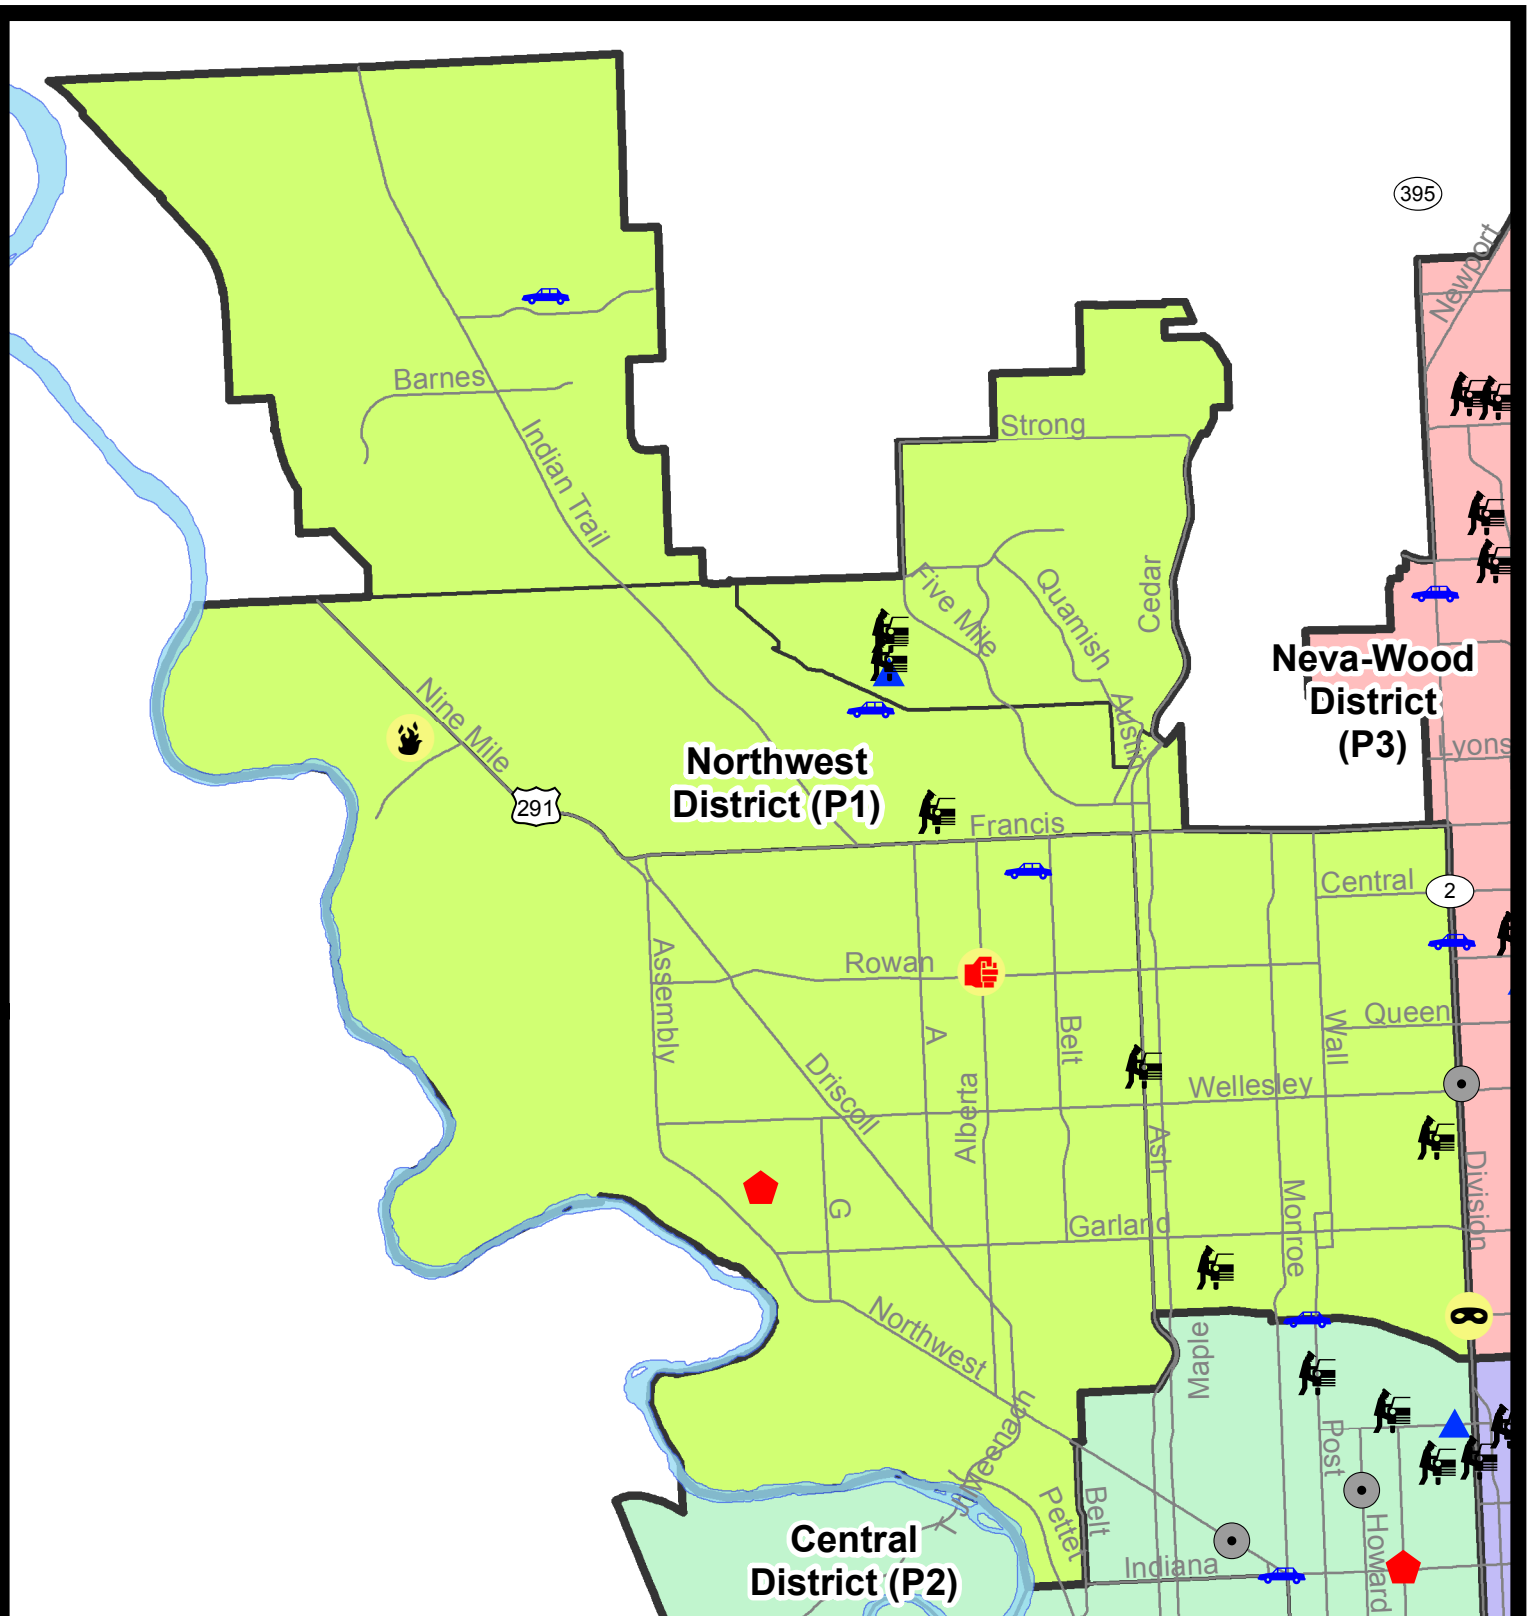 395
Newport
Barnes
Strong
Indian Trail
Five Mile
Quamish
Cedar
Neva-Wood
District
(P3)
Nine Mile
Austin
Lyons
Northwest
District (P1)
291
Francis
Central
2
Assembly
Rowan
Queen
A
Belt
Wall
Driscoll
Alberta
Wellesley
Ash
Division
G
Monroe
Garland
Northwest
Maple
T J Meenach
Post
Pettet
Belt
Central
District (P2)
Indiana
Howard